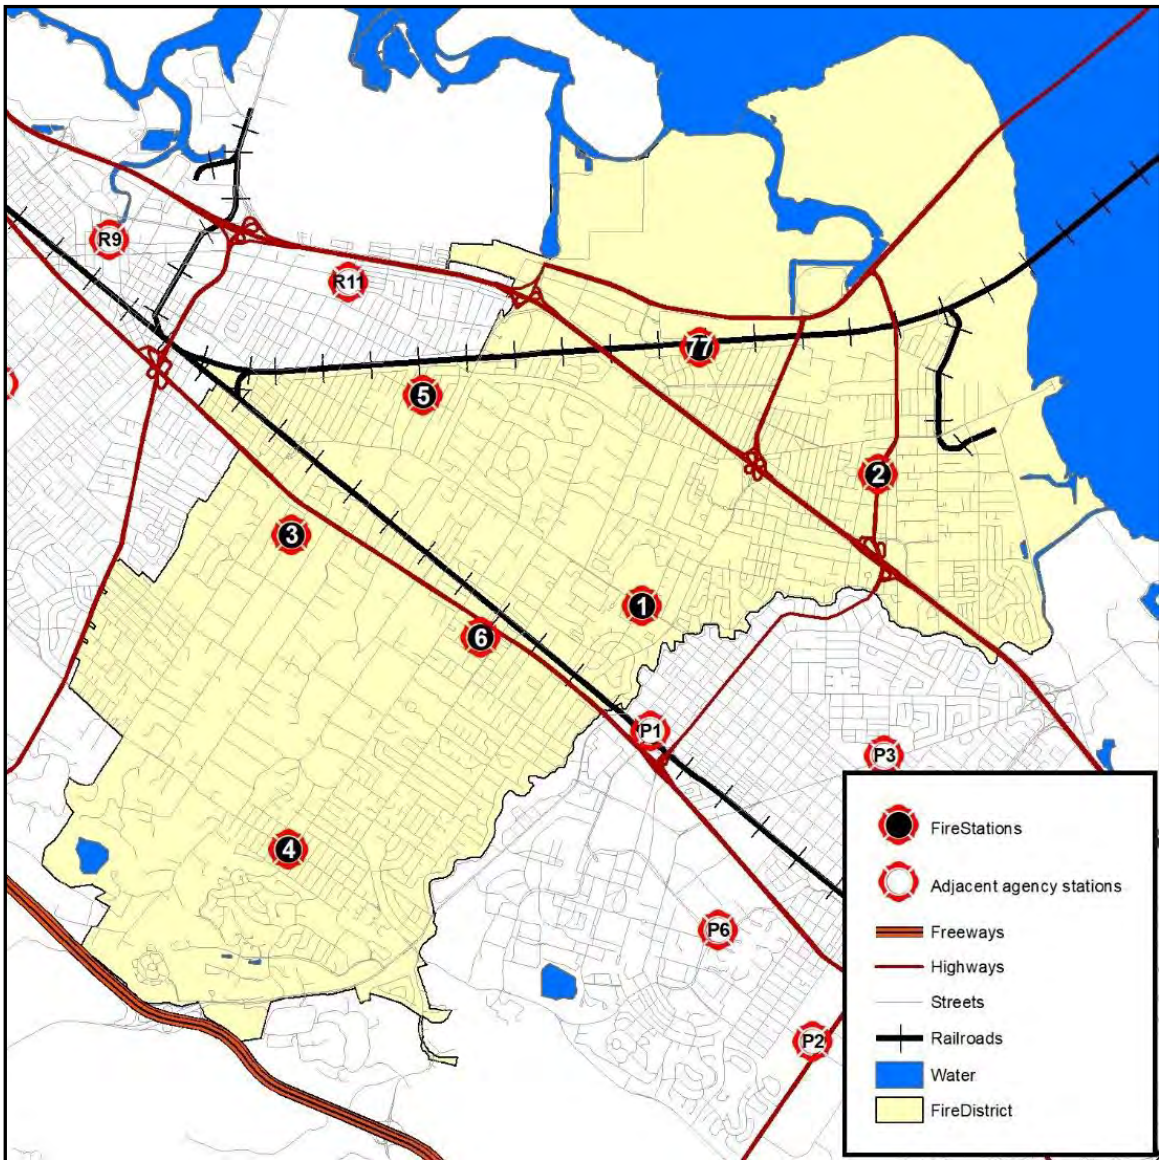 R9
R11
77
5
2
3
1
6
P1
P3
4
P6
P2
FireStations
Adjacent agency stations
Freeways
Highways
Streets
Railroads
Water
FireDistrict